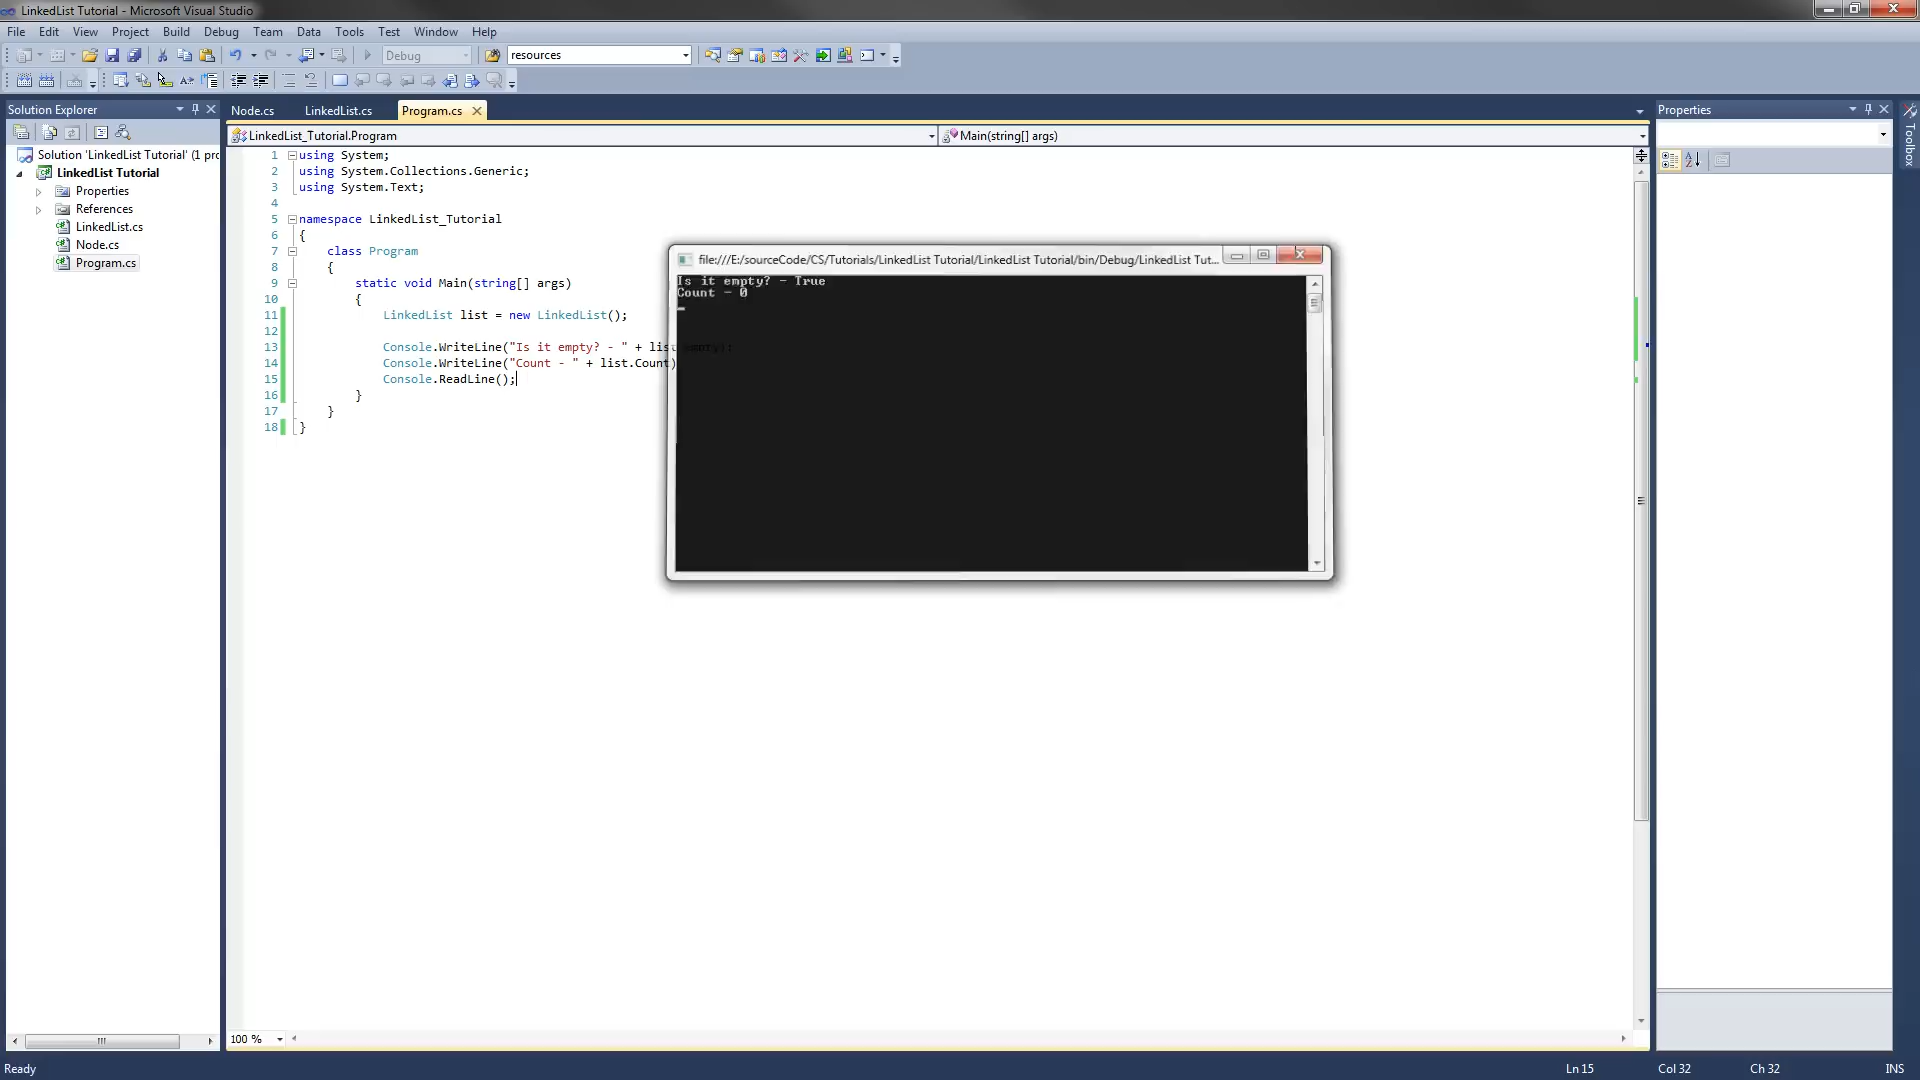 LinkedList Tutorial - Microsoft Visual Studio
File Edit View Project Build Debug Team Data Tools Test Window Help
Debug resources
Solution Explorer
Solution 'LinkedList Tutorial' (1 pro
LinkedList Tutorial
Properties
References
LinkedList.cs
Node.cs
Program.cs
Node.cs LinkedList.cs Program.cs
LinkedList_Tutorial.Program Main(string[] args)
1 using System;
2 using System.Collections.Generic;
3 using System.Text;
4
5 namespace LinkedList_Tutorial
6 {
7 class Program
8 {
9 static void Main(string[] args)
10 {
11 LinkedList list = new LinkedList();
12
13 Console.WriteLine("Is it empty? - " + list.empty);
14 Console.WriteLine("Count - " + list.Count)
15 Console.ReadLine();
16 }
17 }
18 }
file:///E:/sourceCode/CS/Tutorials/LinkedList Tutorial/LinkedList Tutorial/bin/Debug/LinkedList Tut...
Is it empty? - True
Count - 0
Properties
Toolbox
100 %
Ready Ln 15 Col 32 Ch 32 INS